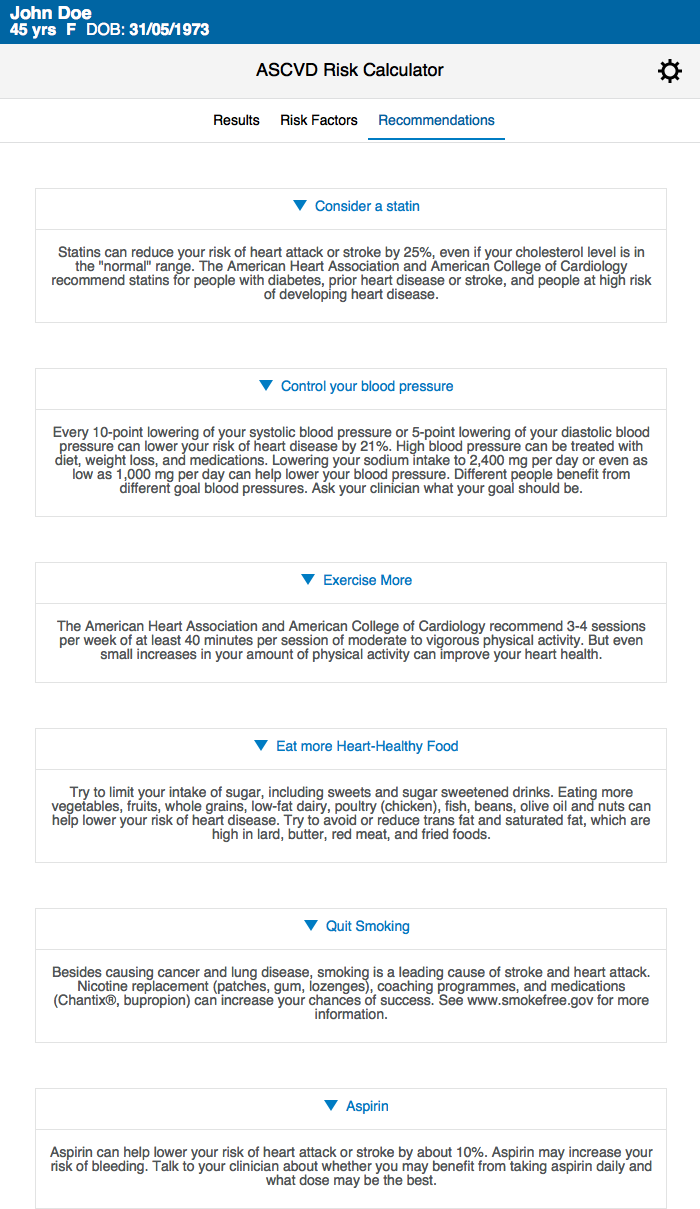 John Doe
45 yrs F DOB: 31/05/1973
ASCVD Risk Calculator
Results Risk Factors Recommendations
Consider a statin
Statins can reduce your risk of heart attack or stroke by 25%, even if your cholesterol level is in
the "normal" range. The American Heart Association and American College of Cardiology
recommend statins for people with diabetes, prior heart disease or stroke, and people at high risk
of developing heart disease.
Control your blood pressure
Every 10-point lowering of your systolic blood pressure or 5-point lowering of your diastolic blood
pressure can lower your risk of heart disease by 21%. High blood pressure can be treated with
diet, weight loss, and medications. Lowering your sodium intake to 2,400 mg per day or even as
low as 1,000 mg per day can help lower your blood pressure. Different people benefit from
different goal blood pressures. Ask your clinician what your goal should be.
Exercise More
The American Heart Association and American College of Cardiology recommend 3-4 sessions
per week of at least 40 minutes per session of moderate to vigorous physical activity. But even
small increases in your amount of physical activity can improve your heart health.
Eat more Heart-Healthy Food
Try to limit your intake of sugar, including sweets and sugar sweetened drinks. Eating more
vegetables, fruits, whole grains, low-fat dairy, poultry (chicken), fish, beans, olive oil and nuts can
help lower your risk of heart disease. Try to avoid or reduce trans fat and saturated fat, which are
high in lard, butter, red meat, and fried foods.
Quit Smoking
Besides causing cancer and lung disease, smoking is a leading cause of stroke and heart attack.
Nicotine replacement (patches, gum, lozenges), coaching programmes, and medications
(Chantix®, bupropion) can increase your chances of success. See www.smokefree.gov for more
information.
Aspirin
Aspirin can help lower your risk of heart attack or stroke by about 10%. Aspirin may increase your
risk of bleeding. Talk to your clinician about whether you may benefit from taking aspirin daily and
what dose may be the best.